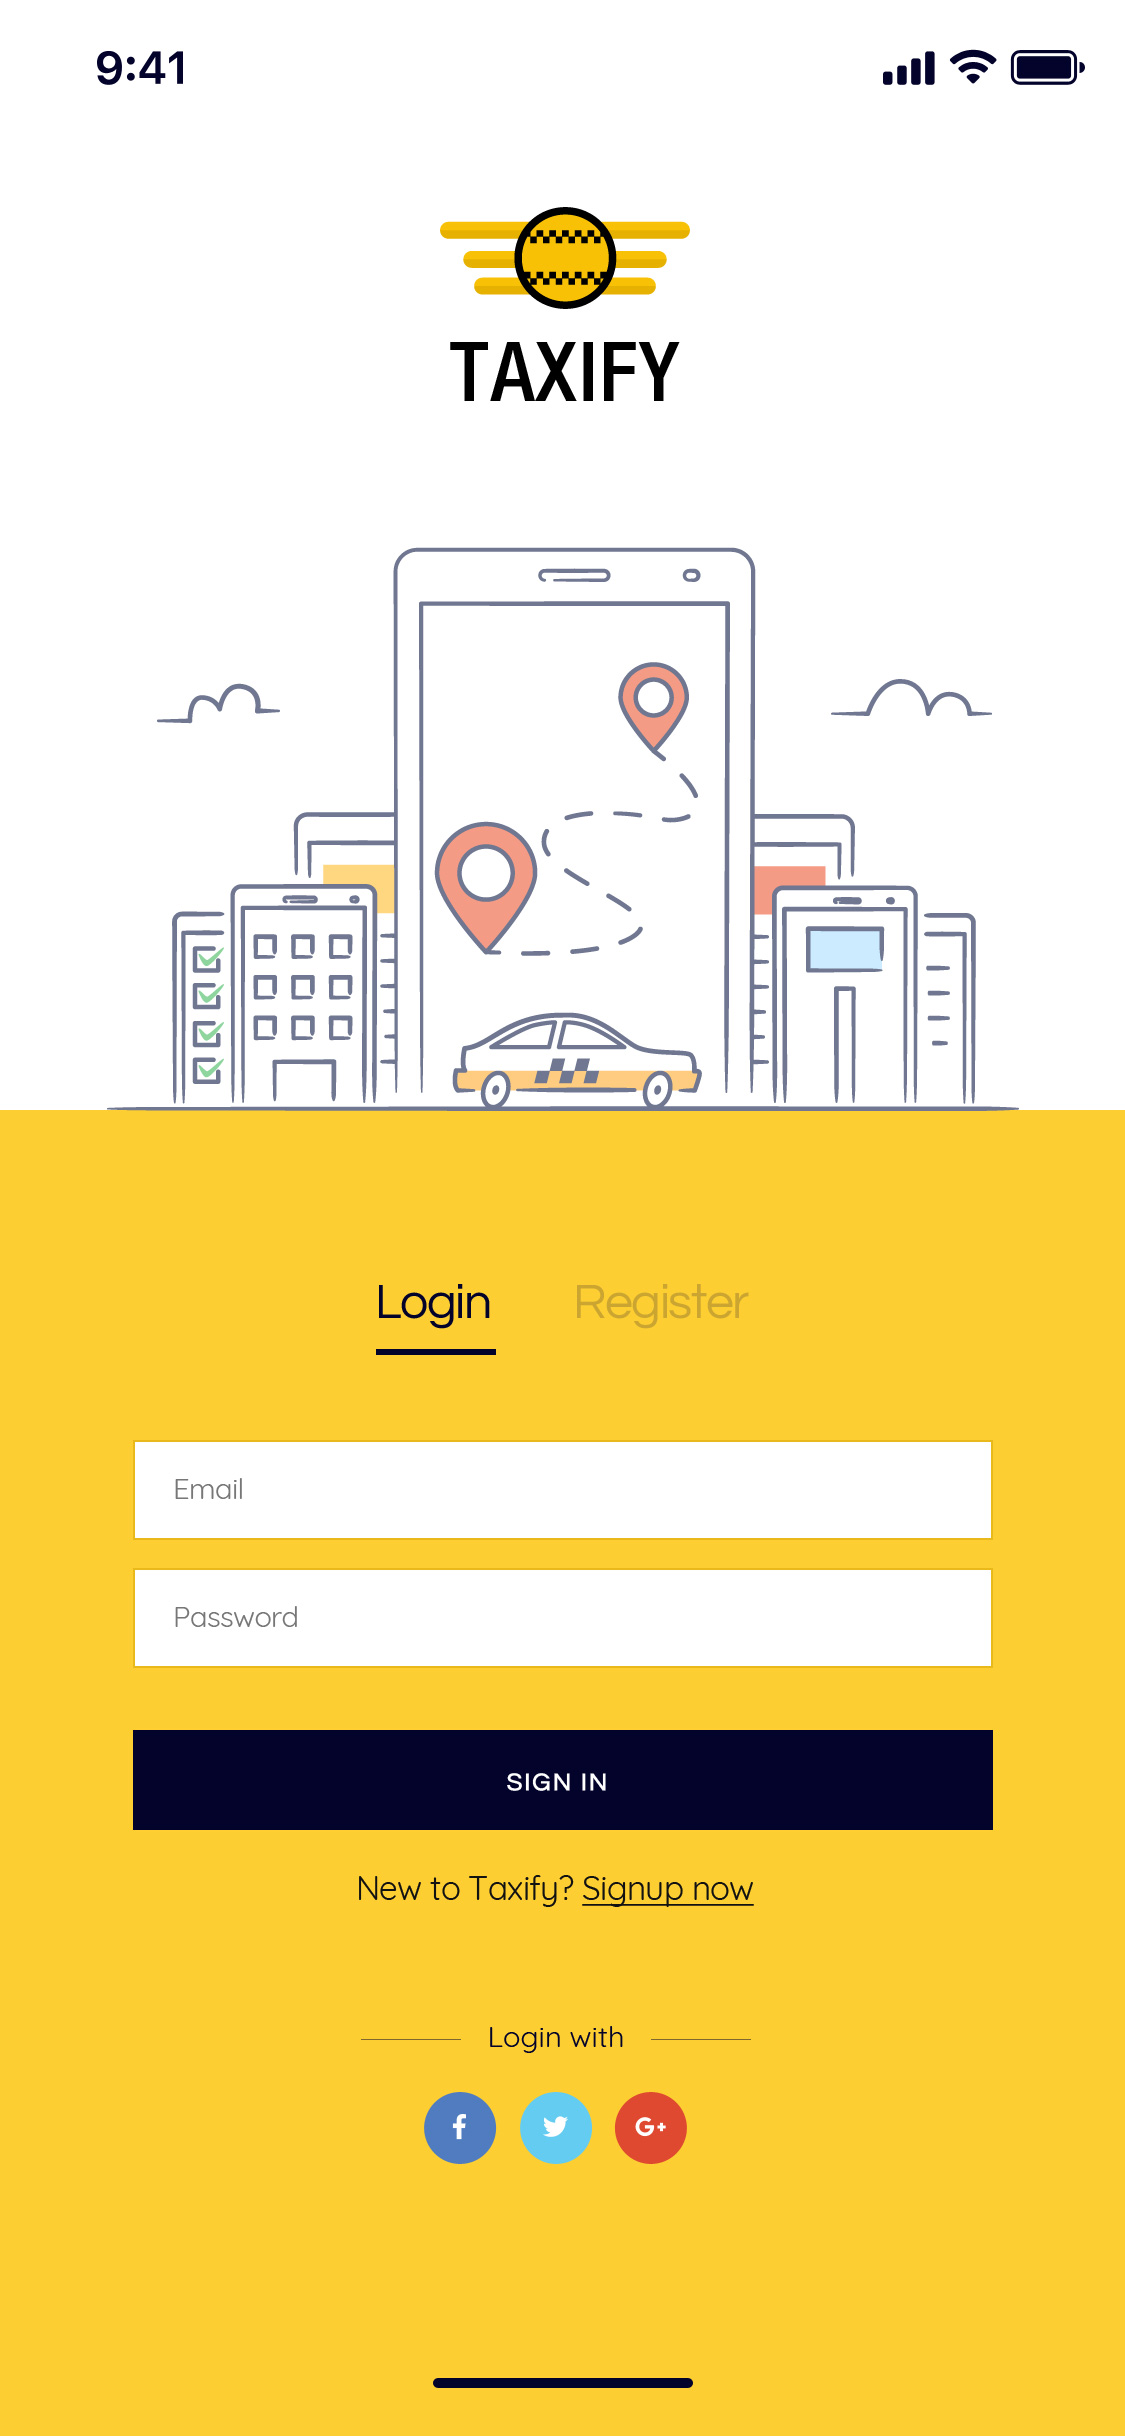 9:41
TAXIFY
Login Register
Email
Password
SIGN IN
New to Taxify? Signup now
Login with
f G+